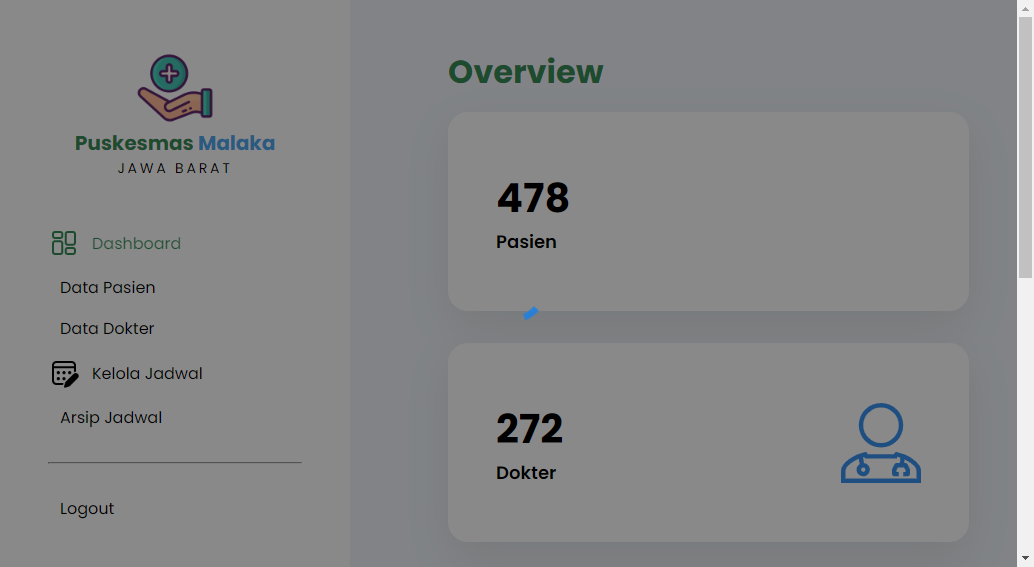 Puskesmas Malaka
JAWA BARAT
Dashboard
Data Pasien
Data Dokter
Kelola Jadwal
Arsip Jadwal
Logout
Overview
478
Pasien
272
Dokter